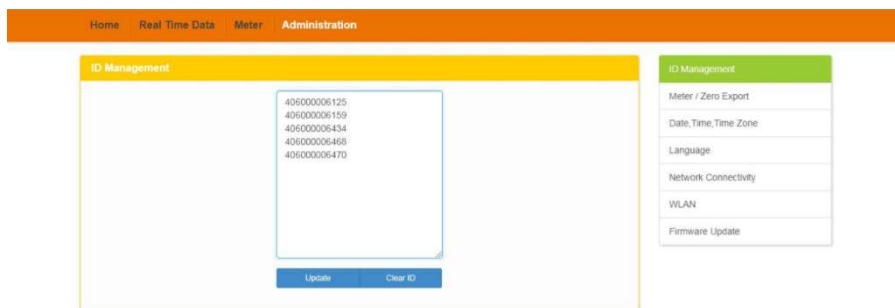 Home Real Time Data Meter Administration
ID Management
406000006125
406000006159
406000006434
406000006468
406000006470
Update Clear ID
ID Management
Meter / Zero Export
Date,Time,Time Zone
Language
Network Connectivity
WLAN
Firmware Update